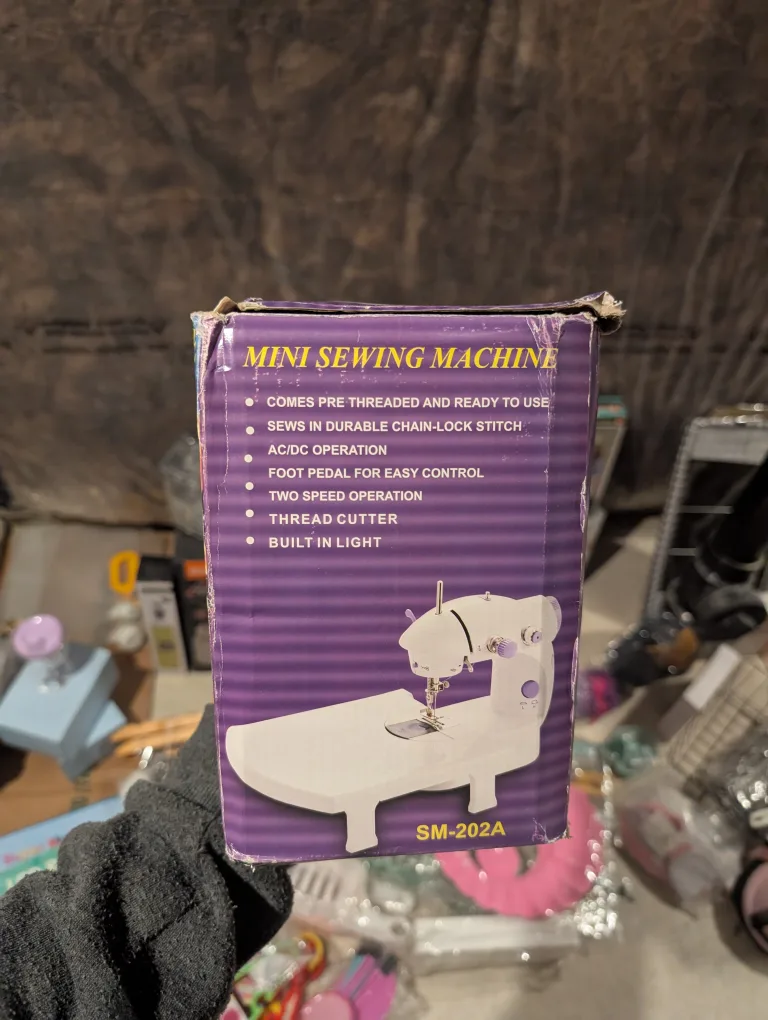 MINI SEWING MACHINE
COMES PRE THREADED AND READY TO USE
SEWS IN DURABLE CHAIN-LOCK STITCH
AC/DC OPERATION
FOOT PEDAL FOR EASY CONTROL
TWO SPEED OPERATION
THREAD CUTTER
BUILT IN LIGHT
SM-202A